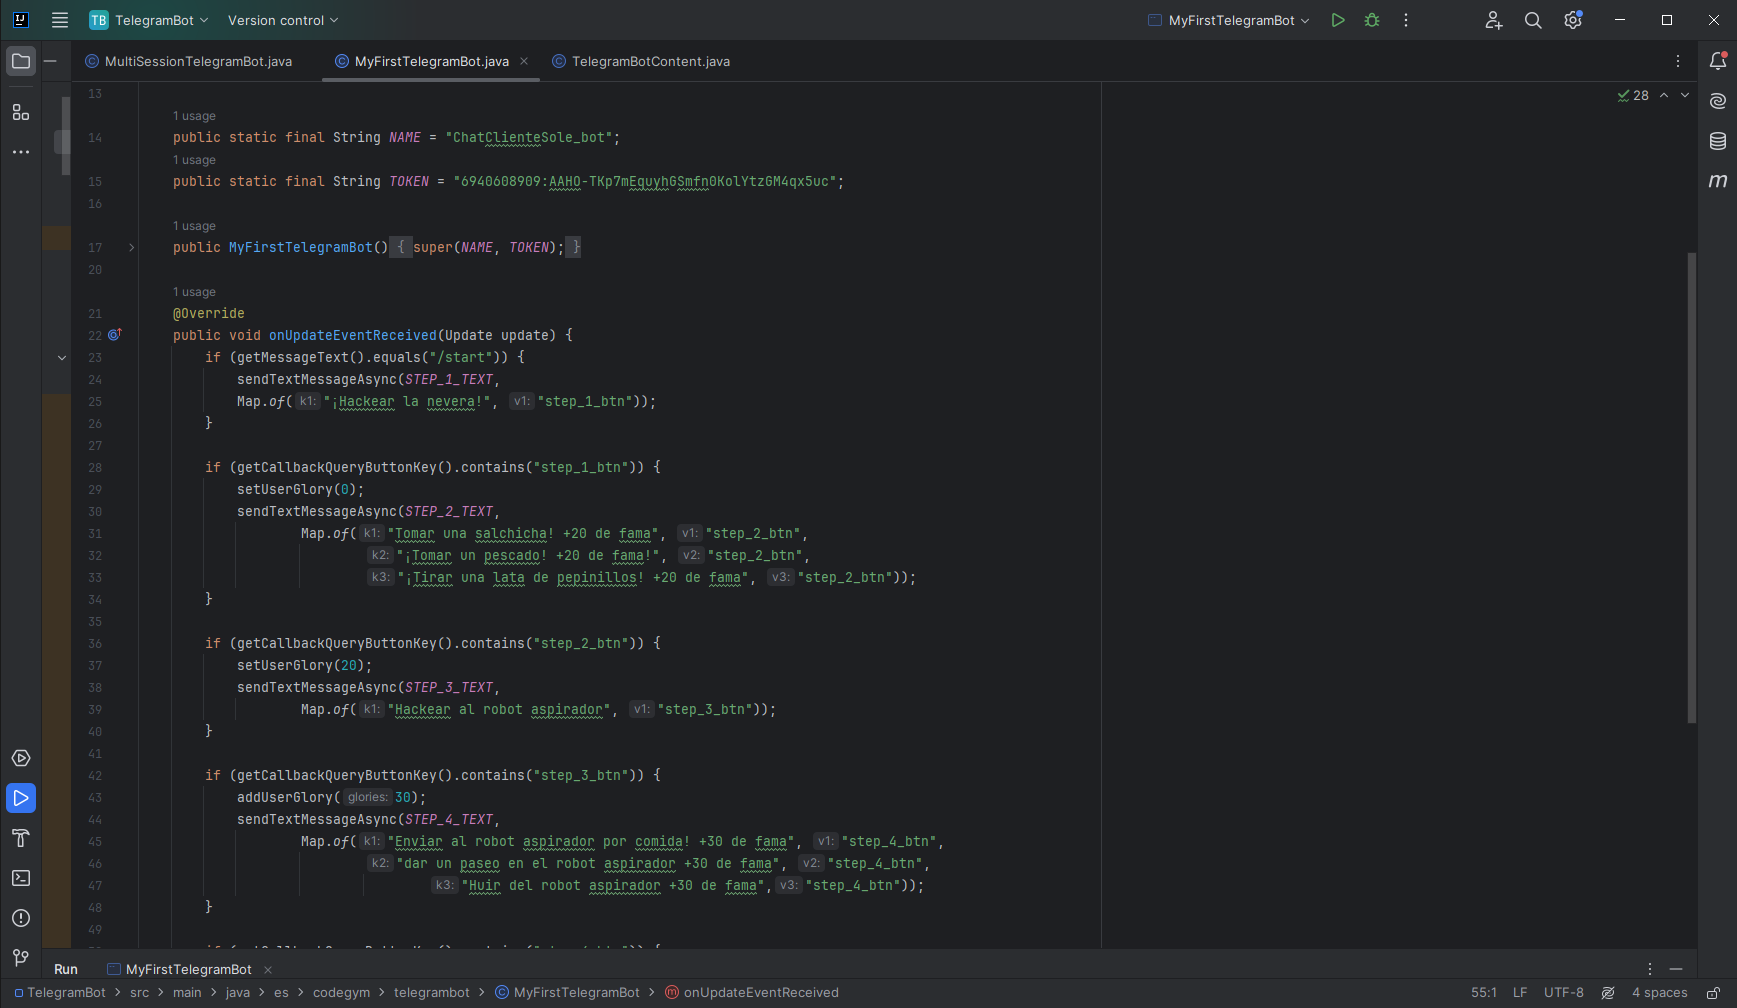 TB TelegramBot Version control MyFirstTelegramBot
MultiSessionTelegramBot.java MyFirstTelegramBot.java TelegramBotContent.java
28
13
1 usage
14 public static final String NAME = "ChatClienteSole_bot";
1 usage
15 public static final String TOKEN = "6940608909:AAHO-TKp7mEquyhGSmfn0KolYtzGM4qx5uc";
16
1 usage
17 public MyFirstTelegramBot() { super(NAME, TOKEN); }
20
1 usage
21 @Override
22 public void onUpdateEventReceived(Update update) {
23 if (getMessageText().equals("/start")) {
24 sendTextMessageAsync(STEP_1_TEXT,
25 Map.of( k1: "¡Hackear la nevera!", v1: "step_1_btn"));
26 }
27
28 if (getCallbackQueryButtonKey().contains("step_1_btn")) {
29 setUserGlory(0);
30 sendTextMessageAsync(STEP_2_TEXT,
31 Map.of( k1: "Tomar una salchicha! +20 de fama", v1: "step_2_btn",
32 k2: "¡Tomar un pescado! +20 de fama!", v2: "step_2_btn",
33 k3: "¡Tirar una lata de pepinillos! +20 de fama", v3: "step_2_btn"));
34 }
35
36 if (getCallbackQueryButtonKey().contains("step_2_btn")) {
37 setUserGlory(20);
38 sendTextMessageAsync(STEP_3_TEXT,
39 Map.of( k1: "Hackear al robot aspirador", v1: "step_3_btn"));
40 }
41
42 if (getCallbackQueryButtonKey().contains("step_3_btn")) {
43 addUserGlory( glories: 30);
44 sendTextMessageAsync(STEP_4_TEXT,
45 Map.of( k1: "Enviar al robot aspirador por comida! +30 de fama", v1: "step_4_btn",
46 k2: "dar un paseo en el robot aspirador +30 de fama", v2: "step_4_btn",
47 k3: "Huir del robot aspirador +30 de fama", v3: "step_4_btn"));
48 }
49
Run MyFirstTelegramBot
TelegramBot > src > main > java > es > codegym > telegrambot > MyFirstTelegramBot > onUpdateEventReceived 55:1 LF UTF-8 4 spaces